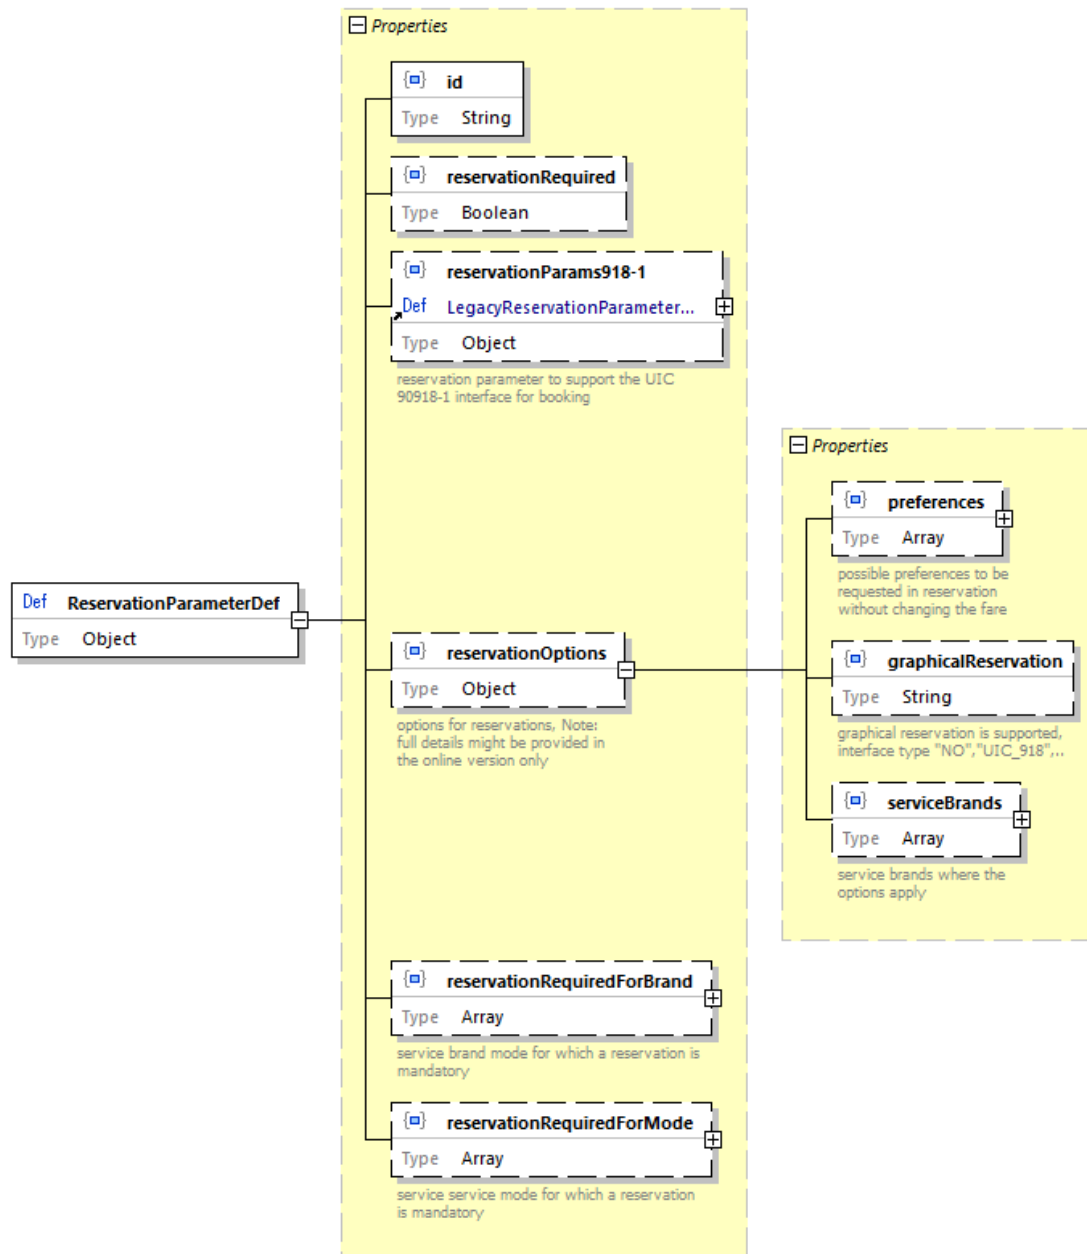 Properties
id
Type String
reservationRequired
Type Boolean
reservationParams918-1
Def LegacyReservationParameter...
Type Object
reservation parameter to support the UIC
90918-1 interface for booking
Def ReservationParameterDef
Type Object
reservationOptions
Type Object
options for reservations, Note:
full details might be provided in
the online version only
Properties
preferences
Type Array
possible preferences to be
requested in reservation
without changing the fare
graphicalReservation
Type String
graphical reservation is supported,
interface type "NO","UIC_918",..
serviceBrands
Type Array
service brands where the
options apply
reservationRequiredForBrand
Type Array
service brand mode for which a reservation is
mandatory
reservationRequiredForMode
Type Array
service service mode for which a reservation
is mandatory